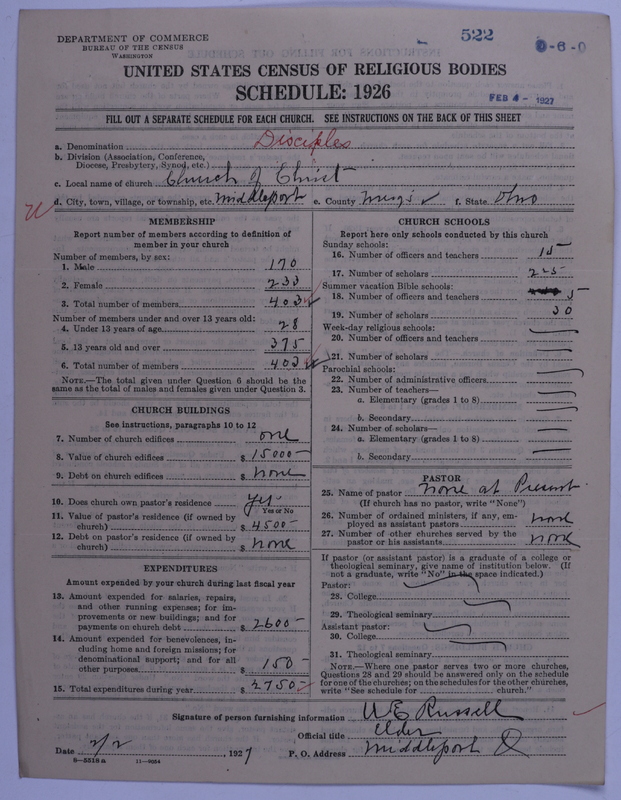 DEPARTMENT OF COMMERCE
BUREAU OF THE CENSUS
WASHINGTON
522
0-6-0
UNITED STATES CENSUS OF RELIGIOUS BODIES
SCHEDULE: 1926
FEB 4 - 1927
FILL OUT A SEPARATE SCHEDULE FOR EACH CHURCH. SEE INSTRUCTIONS ON THE BACK OF THIS SHEET
a. Denomination Disciples
b. Division (Association, Conference,
Diocese, Presbytery, Synod, etc.)
c. Local name of church Church of Christ
d. City, town, village, or township, etc. Middleport e. County Meigs f. State Ohio
MEMBERSHIP
Report number of members according to definition of
member in your church
Number of members, by sex:
1. Male 170
2. Female 233
3. Total number of members 403
Number of members under and over 13 years old:
4. Under 13 years of age 28
5. 13 years old and over 375
6. Total number of members 403
NOTE.—The total given under Question 6 should be the
same as the total of males and females given under Question 3.
CHURCH BUILDINGS
See instructions, paragraphs 10 to 12
7. Number of church edifices one
8. Value of church edifices $ 15000-
9. Debt on church edifices $ none
10. Does church own pastor's residence yes
Yes or No
11. Value of pastor's residence (if owned by
church) $ 4500-
12. Debt on pastor's residence (if owned by
church) $ none
EXPENDITURES
Amount expended by your church during last fiscal year
13. Amount expended for salaries, repairs,
and other running expenses; for im-
provements or new buildings; and for
payments on church debt $ 2600-
14. Amount expended for benevolences, in-
cluding home and foreign missions; for
denominational support; and for all
other purposes $ 150-
15. Total expenditures during year $ 2750-
CHURCH SCHOOLS
Report here only schools conducted by this church
Sunday schools:
16. Number of officers and teachers 15
17. Number of scholars 225
Summer vacation Bible schools:
18. Number of officers and teachers 5
19. Number of scholars 30
Week-day religious schools:
20. Number of officers and teachers
21. Number of scholars
Parochial schools:
22. Number of administrative officers
23. Number of teachers—
a. Elementary (grades 1 to 8)
b. Secondary
24. Number of scholars—
a. Elementary (grades 1 to 8)
b. Secondary
PASTOR
25. Name of pastor none at Present
(If church has no pastor, write "None")
26. Number of ordained ministers, if any, em-
ployed as assistant pastors none
27. Number of other churches served by the
pastor or his assistants none
If pastor (or assistant pastor) is a graduate of a college or
theological seminary, give name of institution below. (If
not a graduate, write "No" in the space indicated.)
Pastor:
28. College
29. Theological seminary
Assistant pastor:
30. College
31. Theological seminary
NOTE.—Where one pastor serves two or more churches,
Questions 28 and 29 should be answered only on the schedule
for one of the churches; on the schedules for the other churches,
write "See schedule for ------ church."
Signature of person furnishing information W E Russell
Official title Elder
Date 2/2, 1927 P. O. Address Middleport O
8-5518a 11-9054